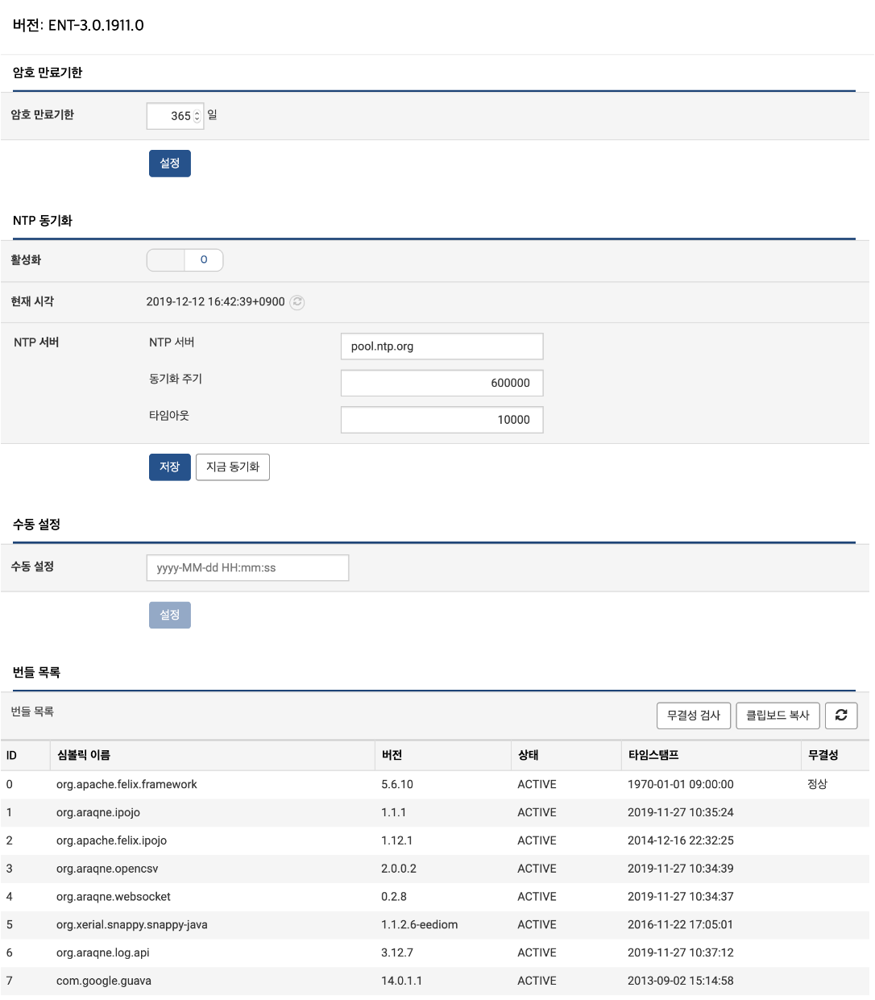 버전: ENT-3.0.1911.0
암호 만료기한
암호 만료기한 365 일
설정
NTP 동기화
활성화 O
현재 시각 2019-12-12 16:42:39+0900
NTP 서버 NTP 서버 pool.ntp.org
동기화 주기 600000
타임아웃 10000
저장 지금 동기화
수동 설정
수동 설정 yyyy-MM-dd HH:mm:ss
설정
번들 목록
번들 목록 무결성 검사 클립보드 복사
ID 심볼릭 이름 버전 상태 타임스탬프 무결성
0 org.apache.felix.framework 5.6.10 ACTIVE 1970-01-01 09:00:00 정상
1 org.araqne.ipojo 1.1.1 ACTIVE 2019-11-27 10:35:24
2 org.apache.felix.ipojo 1.12.1 ACTIVE 2014-12-16 22:32:25
3 org.araqne.opencsv 2.0.0.2 ACTIVE 2019-11-27 10:34:39
4 org.araqne.websocket 0.2.8 ACTIVE 2019-11-27 10:34:37
5 org.xerial.snappy.snappy-java 1.1.2.6-eediom ACTIVE 2016-11-22 17:05:01
6 org.araqne.log.api 3.12.7 ACTIVE 2019-11-27 10:37:12
7 com.google.guava 14.0.1.1 ACTIVE 2013-09-02 15:14:58